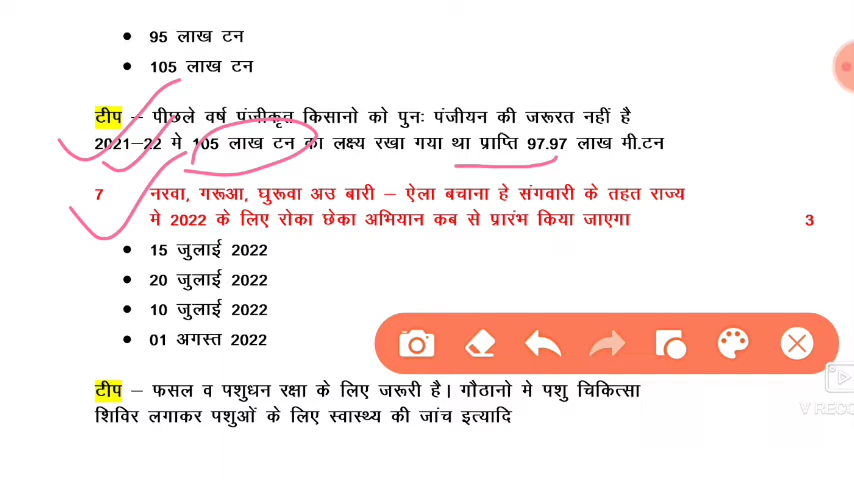 • 95 लाख टन
• 105 लाख टन
टीप – पीछले वर्ष पंजीकृत किसानो को पुनः पंजीयन की जरूरत नहीं है
2021–22 मे 105 लाख टन का लक्ष्य रखा गया था प्राप्ति 97.97 लाख मी.टन
7 नरवा, गरूआ, घुरूवा अउ बारी – ऐला बचाना हे संगवारी के तहत राज्य
मे 2022 के लिए रोका छेका अभियान कब से प्रारंभ किया जाएगा 3
• 15 जुलाई 2022
• 20 जुलाई 2022
• 10 जुलाई 2022
• 01 अगस्त 2022
टीप – फसल व पशुधन रक्षा के लिए जरूरी है। गौठानो मे पशु चिकित्सा
शिविर लगाकर पशुओं के लिए स्वास्थ्य की जांच इत्यादि
V RECO